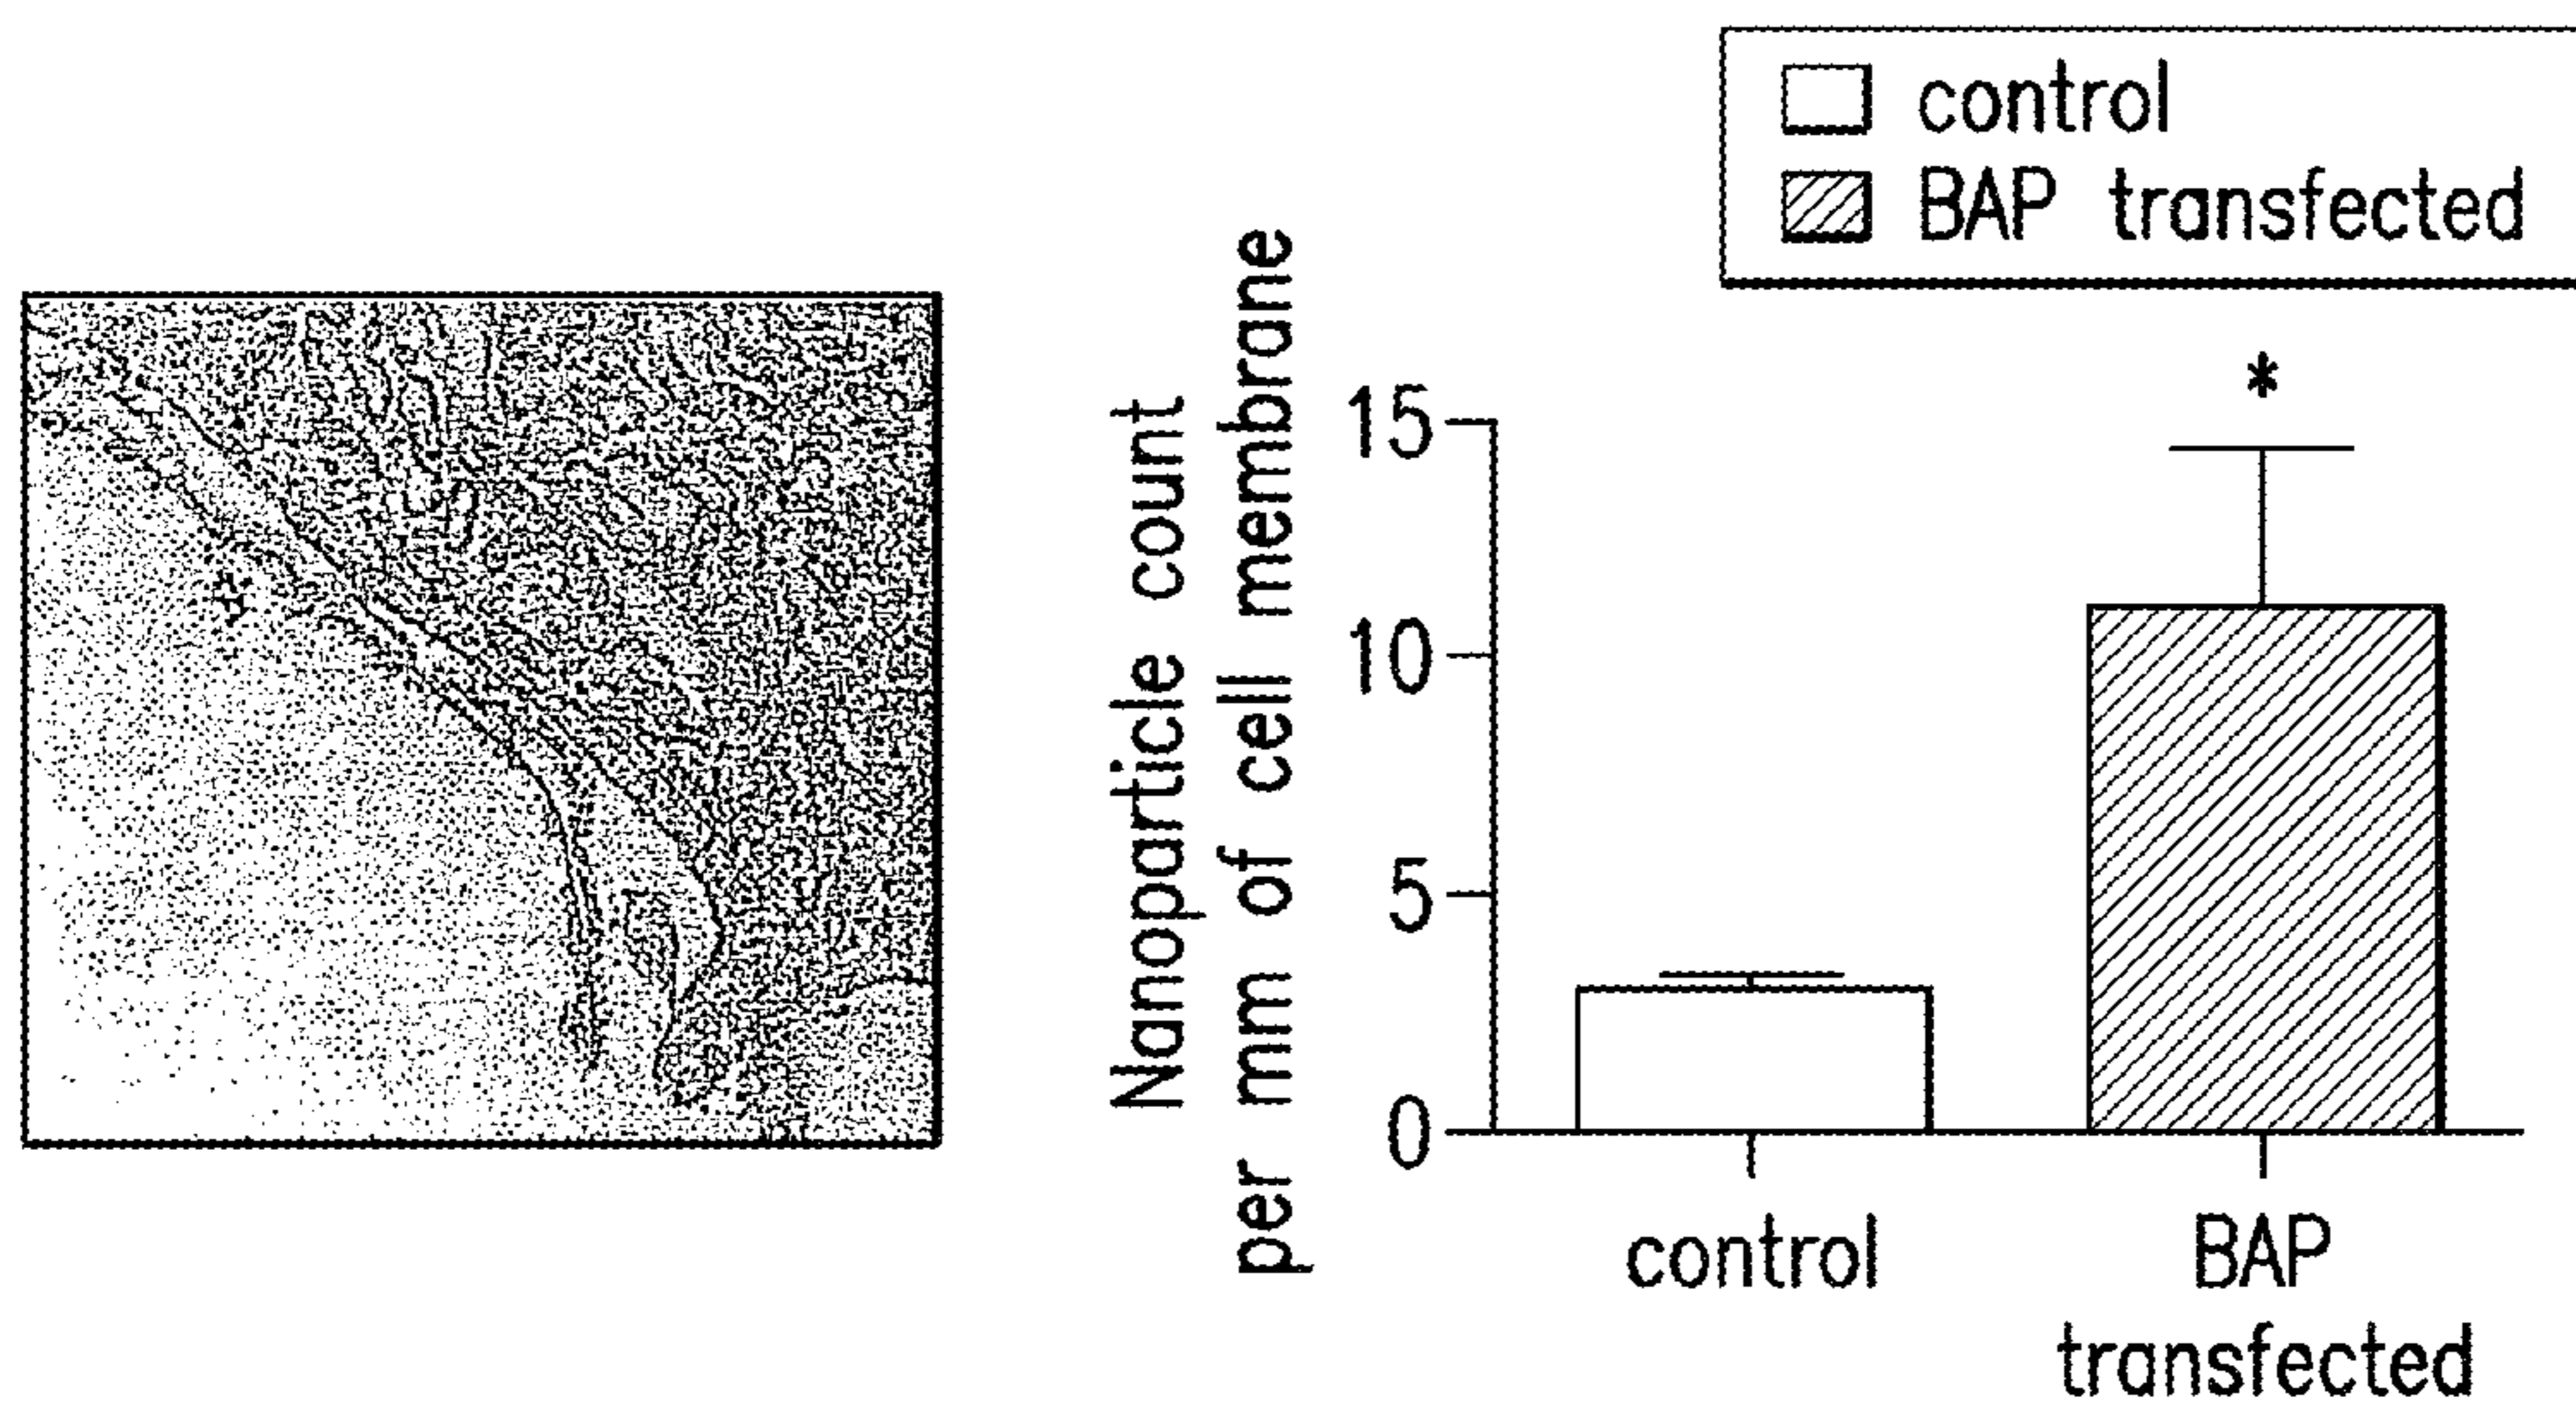 control
BAP transfected
Nanoparticle count
per mm of cell membrane
15
10
5
0
*
control
BAP
transfected